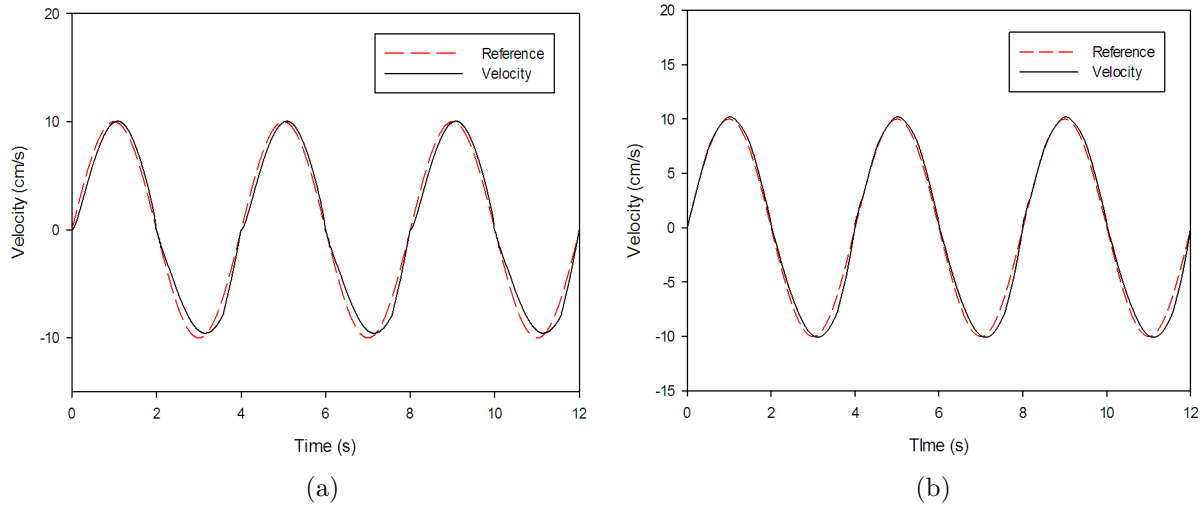 20
10
0
-10
Velocity (cm/s)
Reference
Velocity
0 2 4 6 8 10 12
Time (s)
(a)
20
15
10
5
0
-5
-10
-15
Velocity (cm/s)
Reference
Velocity
0 2 4 6 8 10 12
TIme (s)
(b)